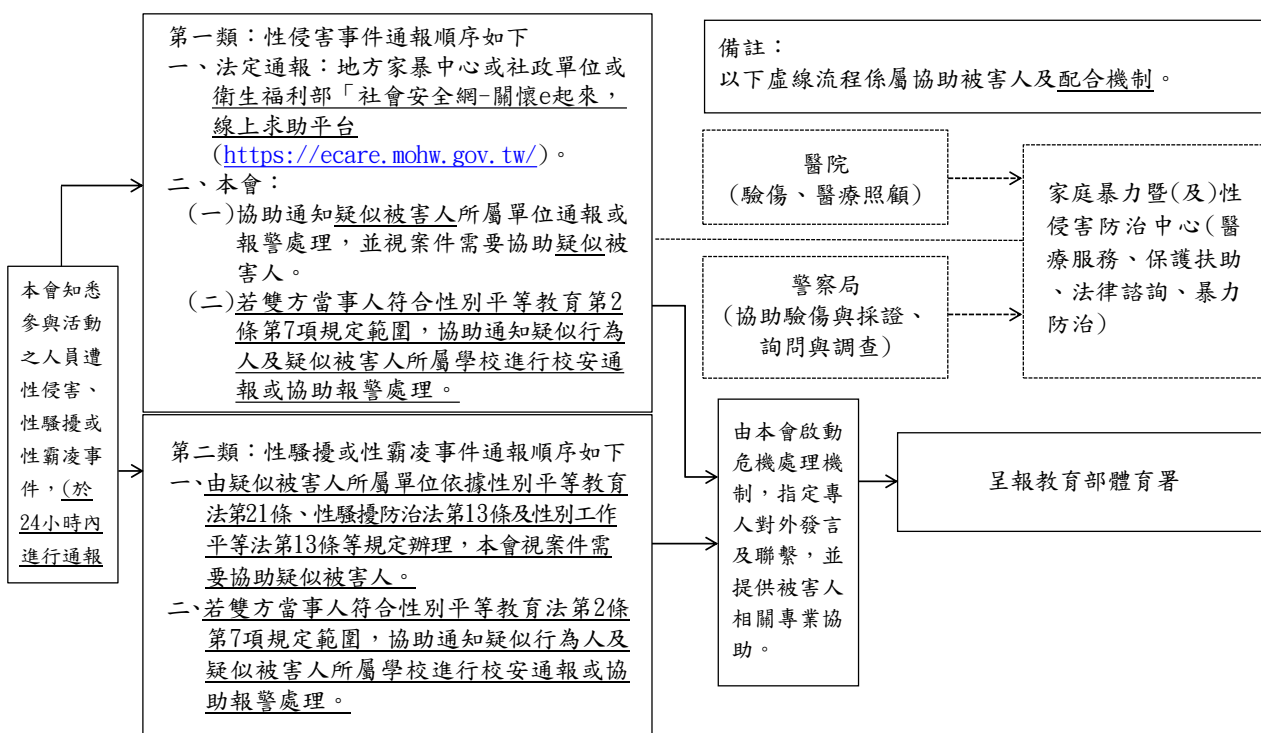 本會知悉
參與活動
之人員遭
性侵害、
性騷擾或
性霸凌事
件，(於
24小時內
進行通報
第一類：性侵害事件通報順序如下
一、法定通報：地方家暴中心或社政單位或
衛生福利部「社會安全網-關懷e起來，
線上求助平台
(https://ecare.mohw.gov.tw/)。
二、本會：
(一)協助通知疑似被害人所屬單位通報或
報警處理，並視案件需要協助疑似被
害人。
(二)若雙方當事人符合性別平等教育第2
條第7項規定範圍，協助通知疑似行為
人及疑似被害人所屬學校進行校安通
報或協助報警處理。
第二類：性騷擾或性霸凌事件通報順序如下
一、由疑似被害人所屬單位依據性別平等教育
法第21條、性騷擾防治法第13條及性別工作
平等法第13條等規定辦理，本會視案件需
要協助疑似被害人。
二、若雙方當事人符合性別平等教育法第2條
第7項規定範圍，協助通知疑似行為人及
疑似被害人所屬學校進行校安通報或協
助報警處理。
備註：
以下虛線流程係屬協助被害人及配合機制。
醫院
(驗傷、醫療照顧)
警察局
(協助驗傷與採證、
詢問與調查)
家庭暴力暨(及)性
侵害防治中心(醫
療服務、保護扶助
、法律諮詢、暴力
防治)
由本會啟動
危機處理機
制，指定專
人對外發言
及聯繫，並
提供被害人
相關專業協
助。
呈報教育部體育署